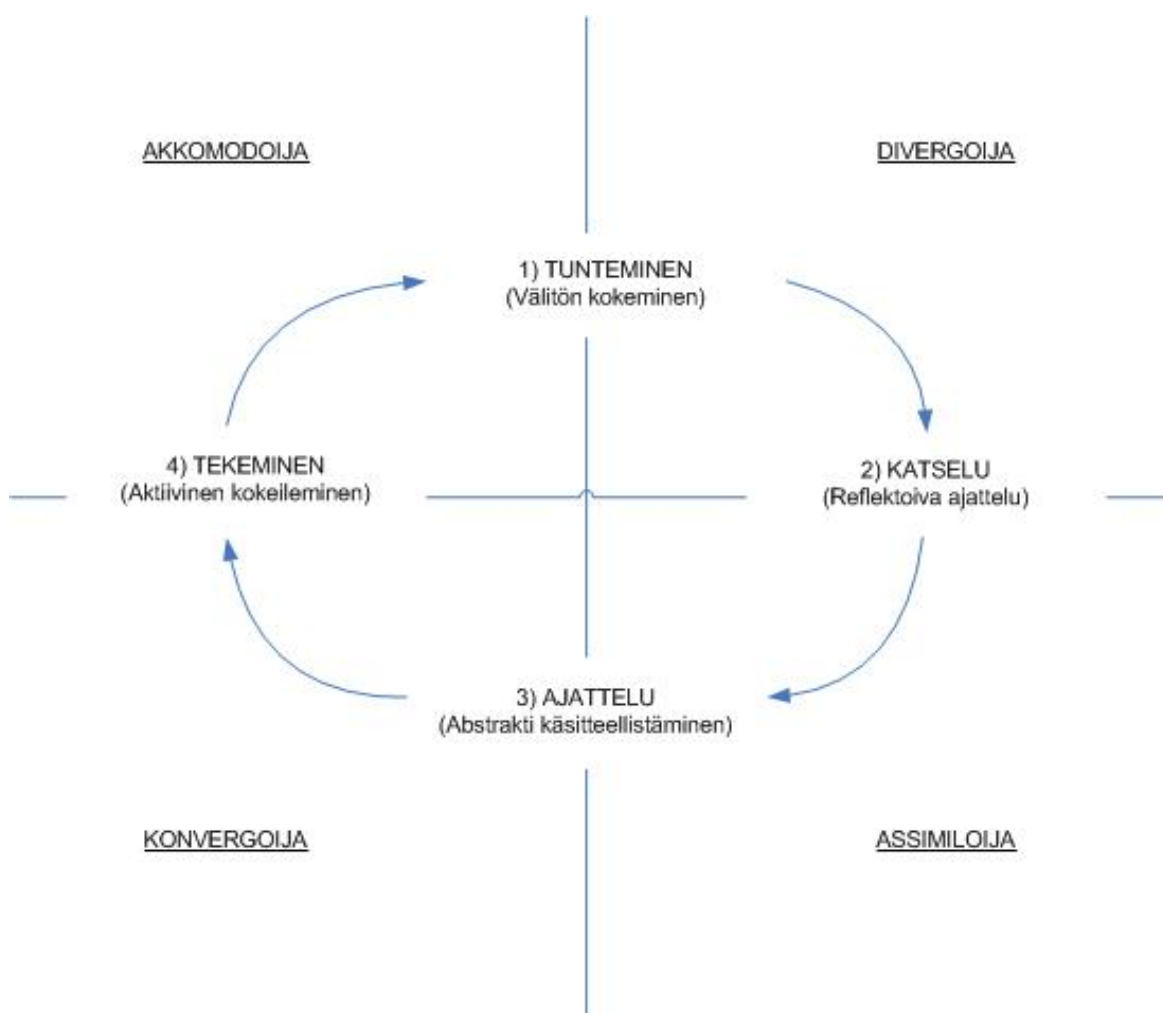 AKKOMODOIJA
DIVERGOIJA
1) TUNTEMINEN
(Välitön kokeminen)
4) TEKEMINEN
(Aktiivinen kokeileminen)
2) KATSELU
(Reflektoiva ajattelu)
3) AJATTELU
(Abstrakti käsitteellistäminen)
KONVERGOIJA
ASSIMILOIJA